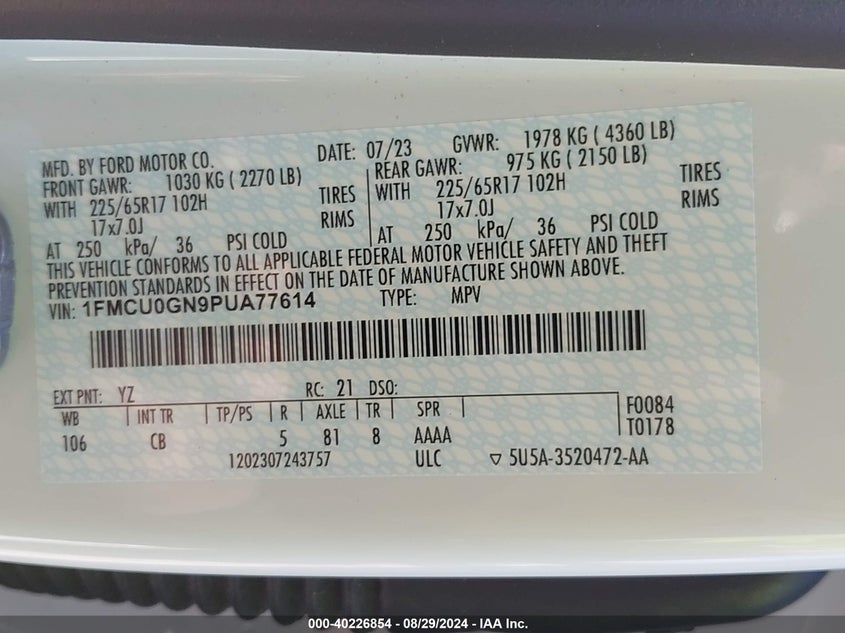 MFD. BY FORD MOTOR CO. DATE: 07/23 GVWR: 1978 KG ( 4360 LB)
FRONT GAWR: 1030 KG ( 2270 LB) REAR GAWR: 975 KG ( 2150 LB)
WITH 225/65R17 102H TIRES WITH 225/65R17 102H TIRES
17x7.0J RIMS 17x7.0J RIMS
AT 250 kPa/ 36 PSI COLD AT 250 kPa/ 36 PSI COLD
THIS VEHICLE CONFORMS TO ALL APPLICABLE FEDERAL MOTOR VEHICLE SAFETY AND THEFT
PREVENTION STANDARDS IN EFFECT ON THE DATE OF MANUFACTURE SHOWN ABOVE.
VIN: 1FMCU0GN9PUA77614 TYPE: MPV
EXT PNT: YZ RC: 21 DSO:
WB INT TR TP/PS R AXLE TR SPR F0084
106 CB 5 81 8 AAAA T0178
1202307243757 ULC ▽ 5U5A-3520472-AA
000-40226854 - 08/29/2024 - IAA Inc.